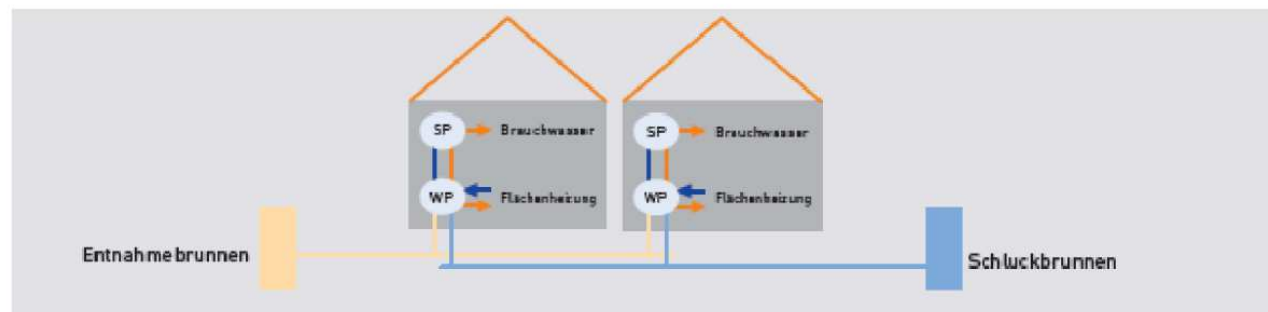 SP
Brauchwasser
WP
Flächenheizung
SP
Brauchwasser
WP
Flächenheizung
Entnahmebrunnen
Schluckbrunnen